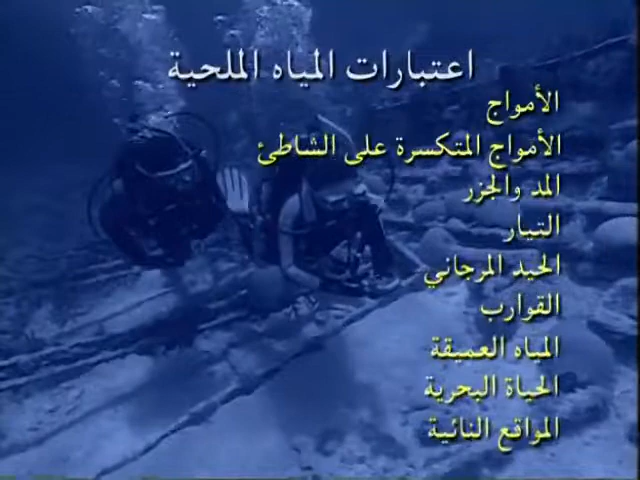 اعتبارات المياه الملحية
الأمواج
الأمواج المتكسرة على الشاطئ
المد والجزر
التيار
الحيد المرجاني
القوارب
المياه العميقة
الحياة البحرية
المواقع النائية